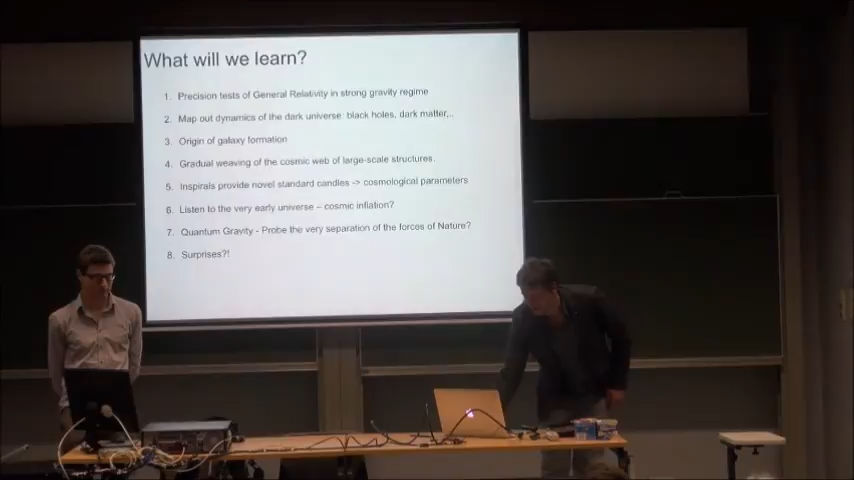 What will we learn?
1. Precision tests of General Relativity in strong gravity regime
2. Map out dynamics of the dark universe: black holes, dark matter,..
3. Origin of galaxy formation
4. Gradual weaving of the cosmic web of large-scale structures.
5. Inspirals provide novel standard candles -> cosmological parameters
6. Listen to the very early universe – cosmic inflation?
7. Quantum Gravity - Probe the very separation of the forces of Nature?
8. Surprises?!